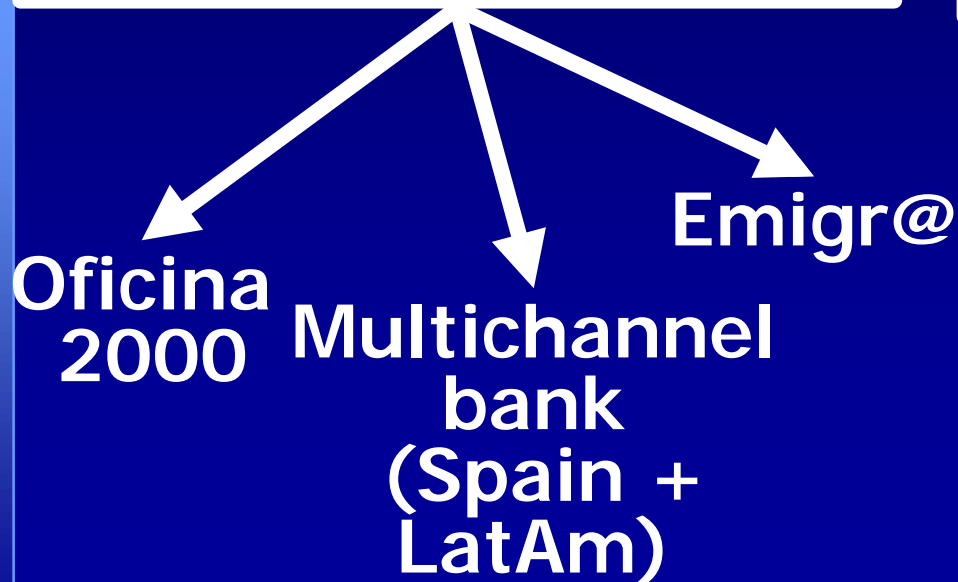 Oficina
2000
Multichannel
bank
(Spain +
LatAm)
Emigr@